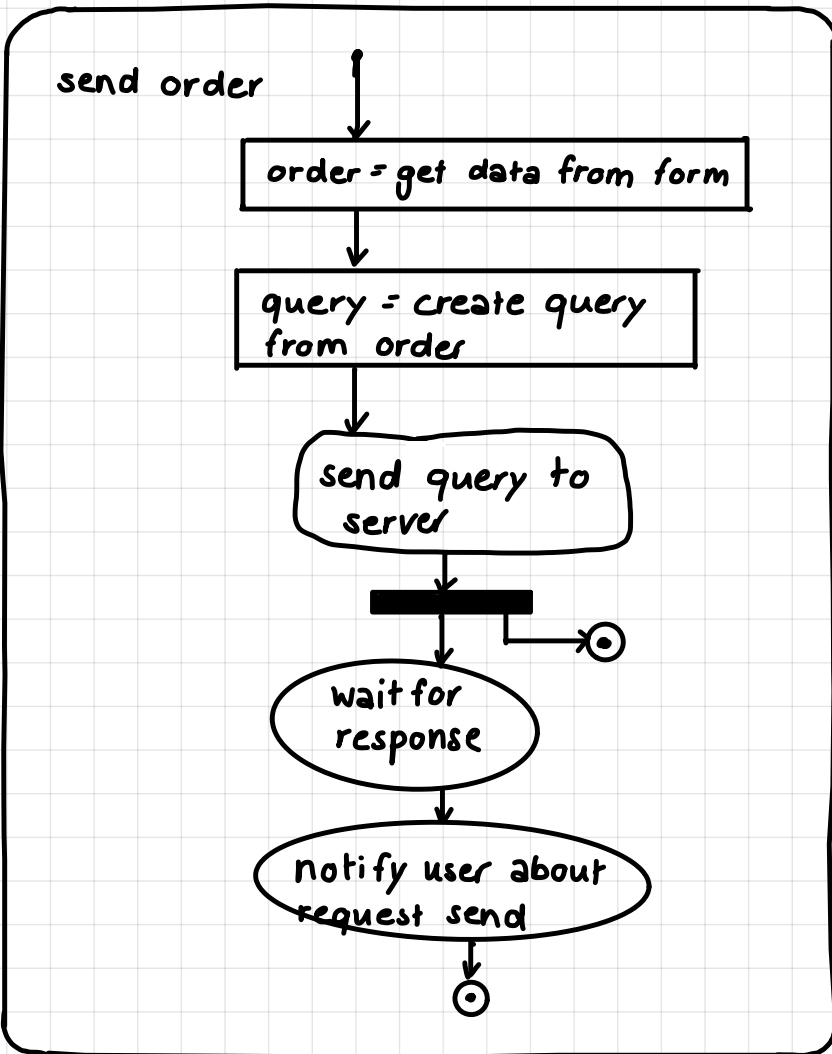 send order
order = get data from form
query = create query
from order
send query to
server
wait for
response
notify user about
request send